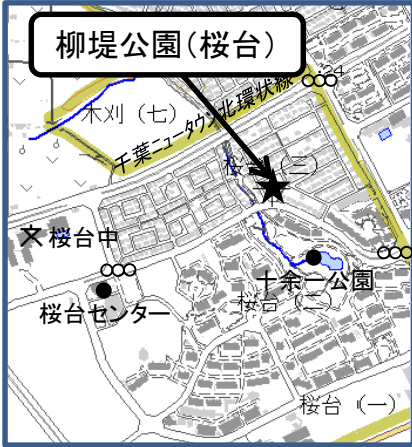 柳堤公園(桜台)
24
木刈(七)
千葉ニュータウン北環状線
桜台(三)
文桜台中
十余一公園
桜台センター
桜台(二)
桜台(一)